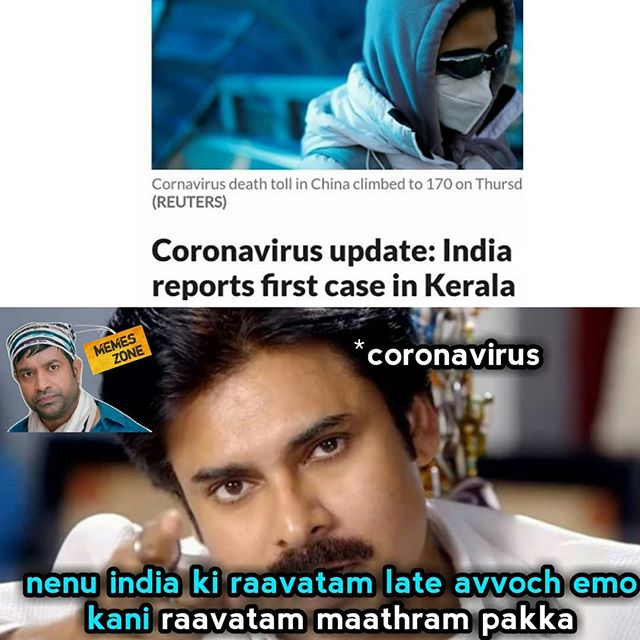 Cornavirus death toll in China climbed to 170 on Thursd
(REUTERS)
Coronavirus update: India
reports first case in Kerala
MEMES
ZONE
*coronavirus
nenu india ki raavatam late avvoch emo
kani raavatam maathram pakka